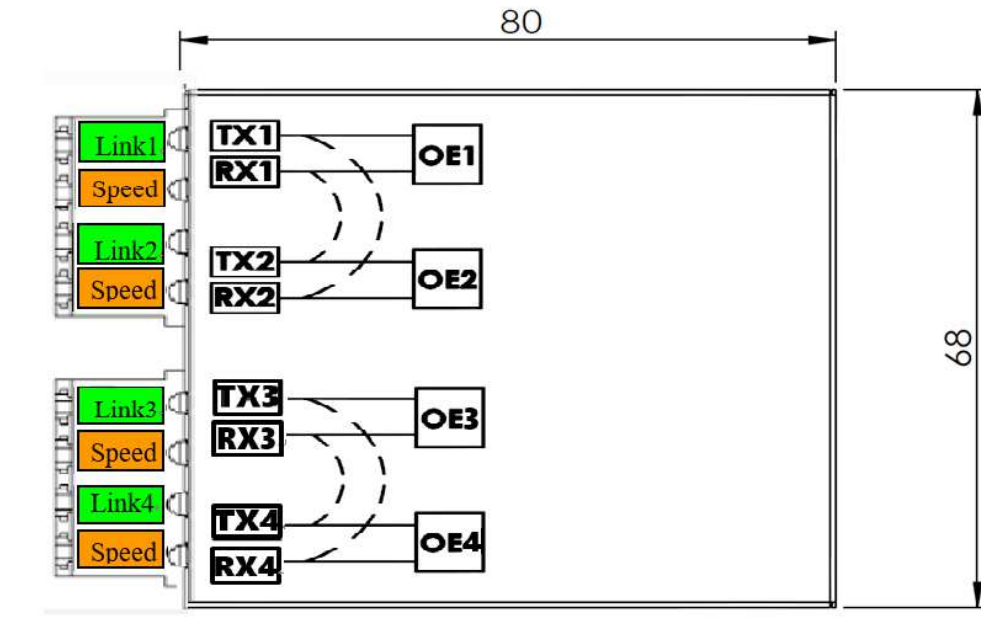 80
Link1 TX1 OE1
Speed RX1
Link2 TX2 OE2
Speed RX2
68
Link3 TX3 OE3
Speed RX3
Link4 TX4 OE4
Speed RX4